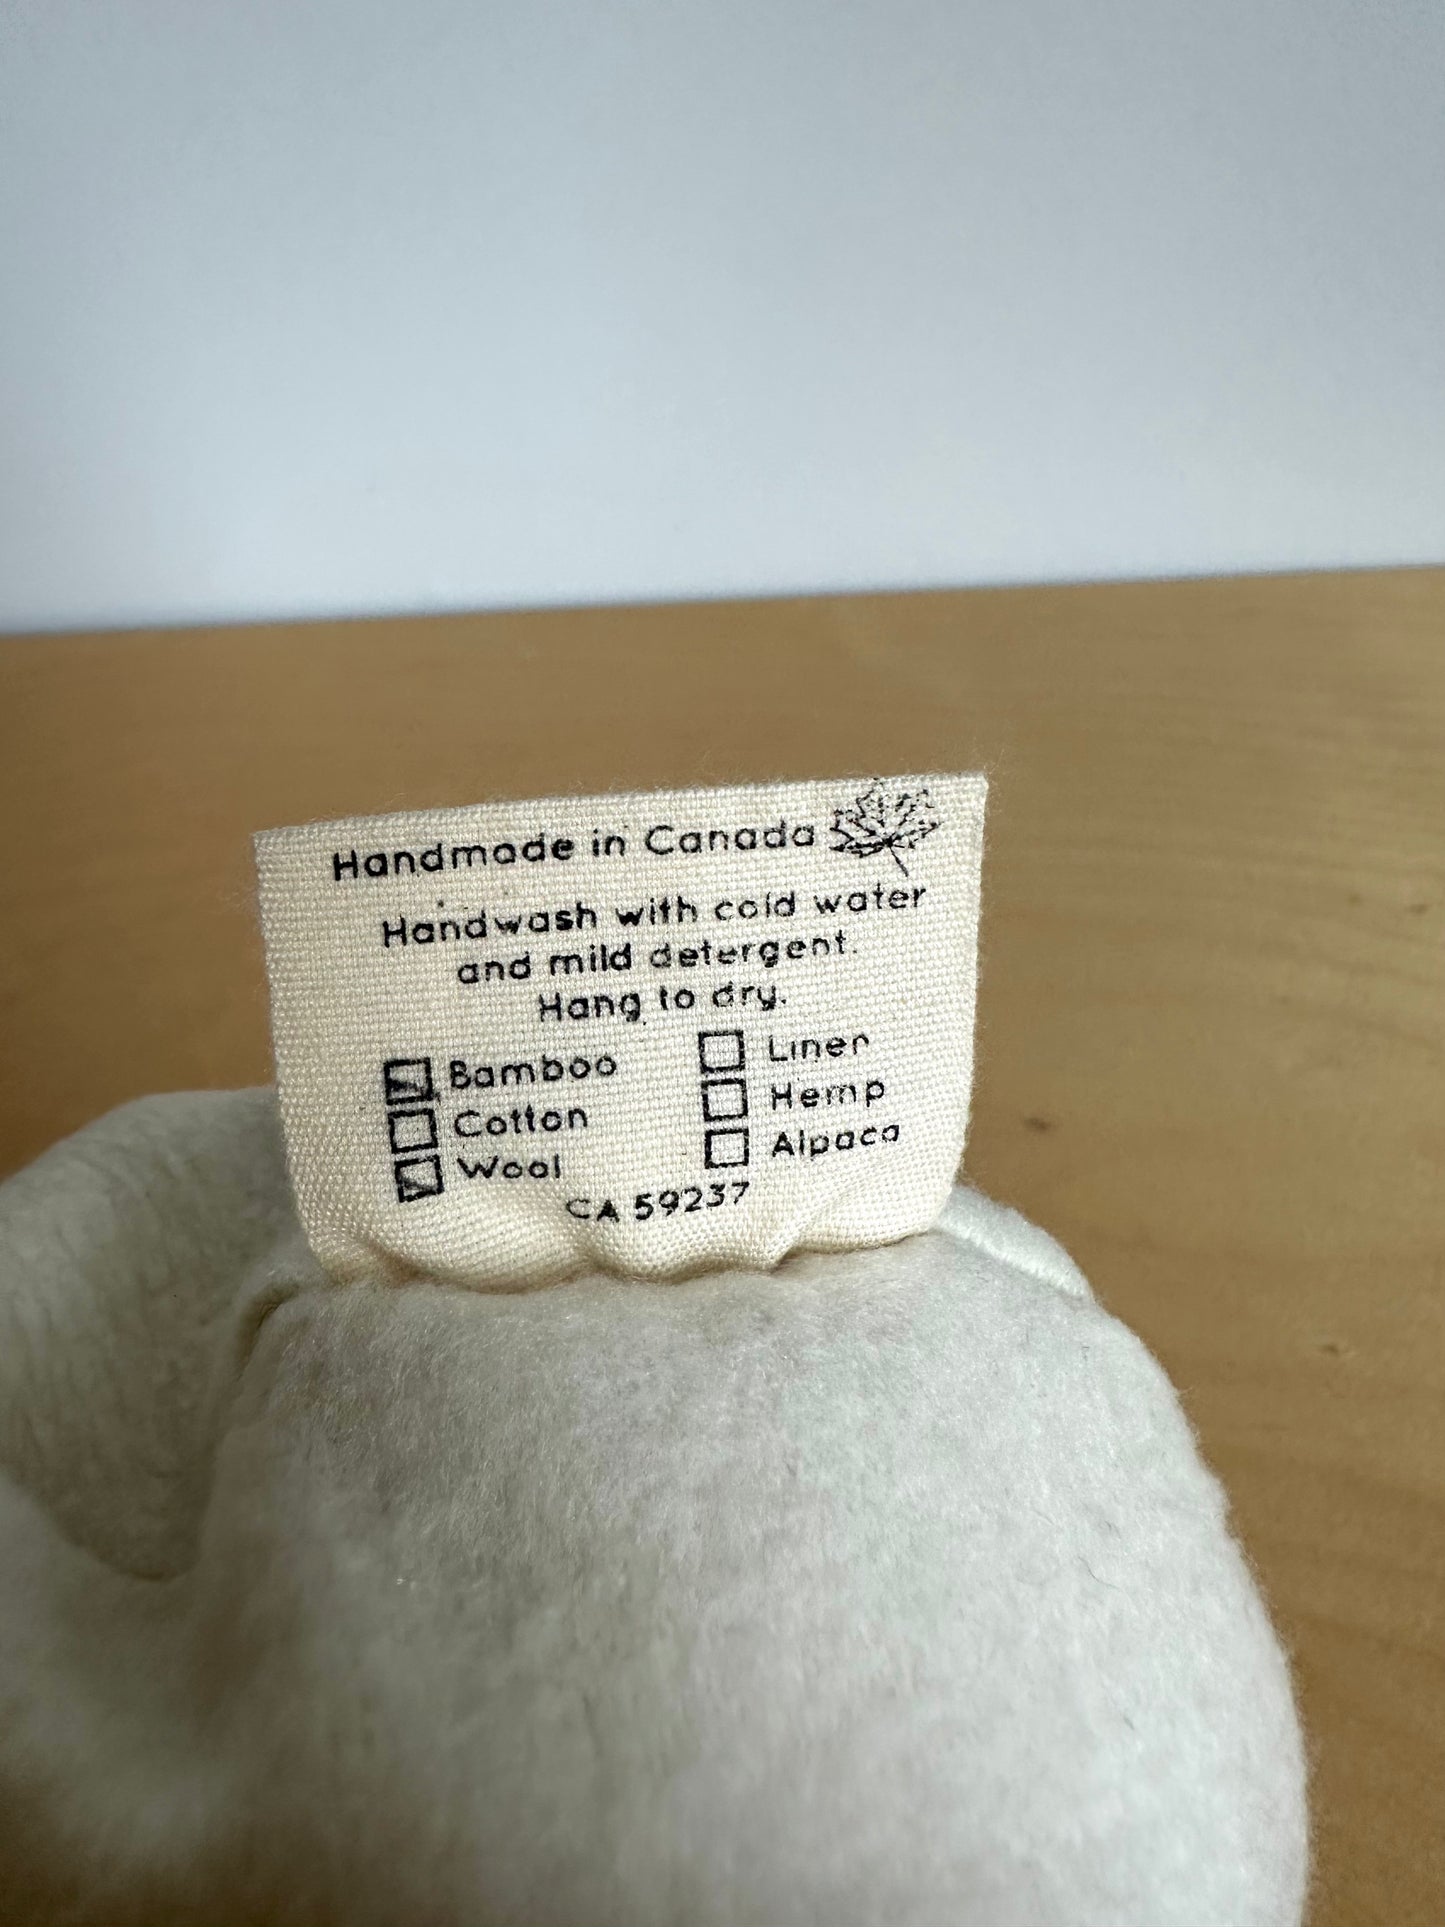 Handmade in Canada
Handwash with cold water
and mild detergent.
Hang to dry.
Bamboo
Cotton
Wool
Linen
Hemp
Alpaca
CA 59237